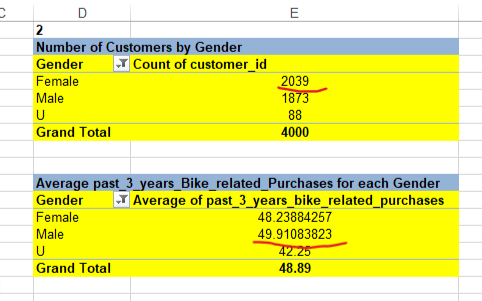 C D E
2
Number of Customers by Gender
Gender Count of customer_id
Female 2039
Male 1873
U 88
Grand Total 4000
Average past_3_years_Bike_related_Purchases for each Gender
Gender Average of past_3_years_bike_related_purchases
Female 48.23884257
Male 49.91083823
U 42.25
Grand Total 48.89